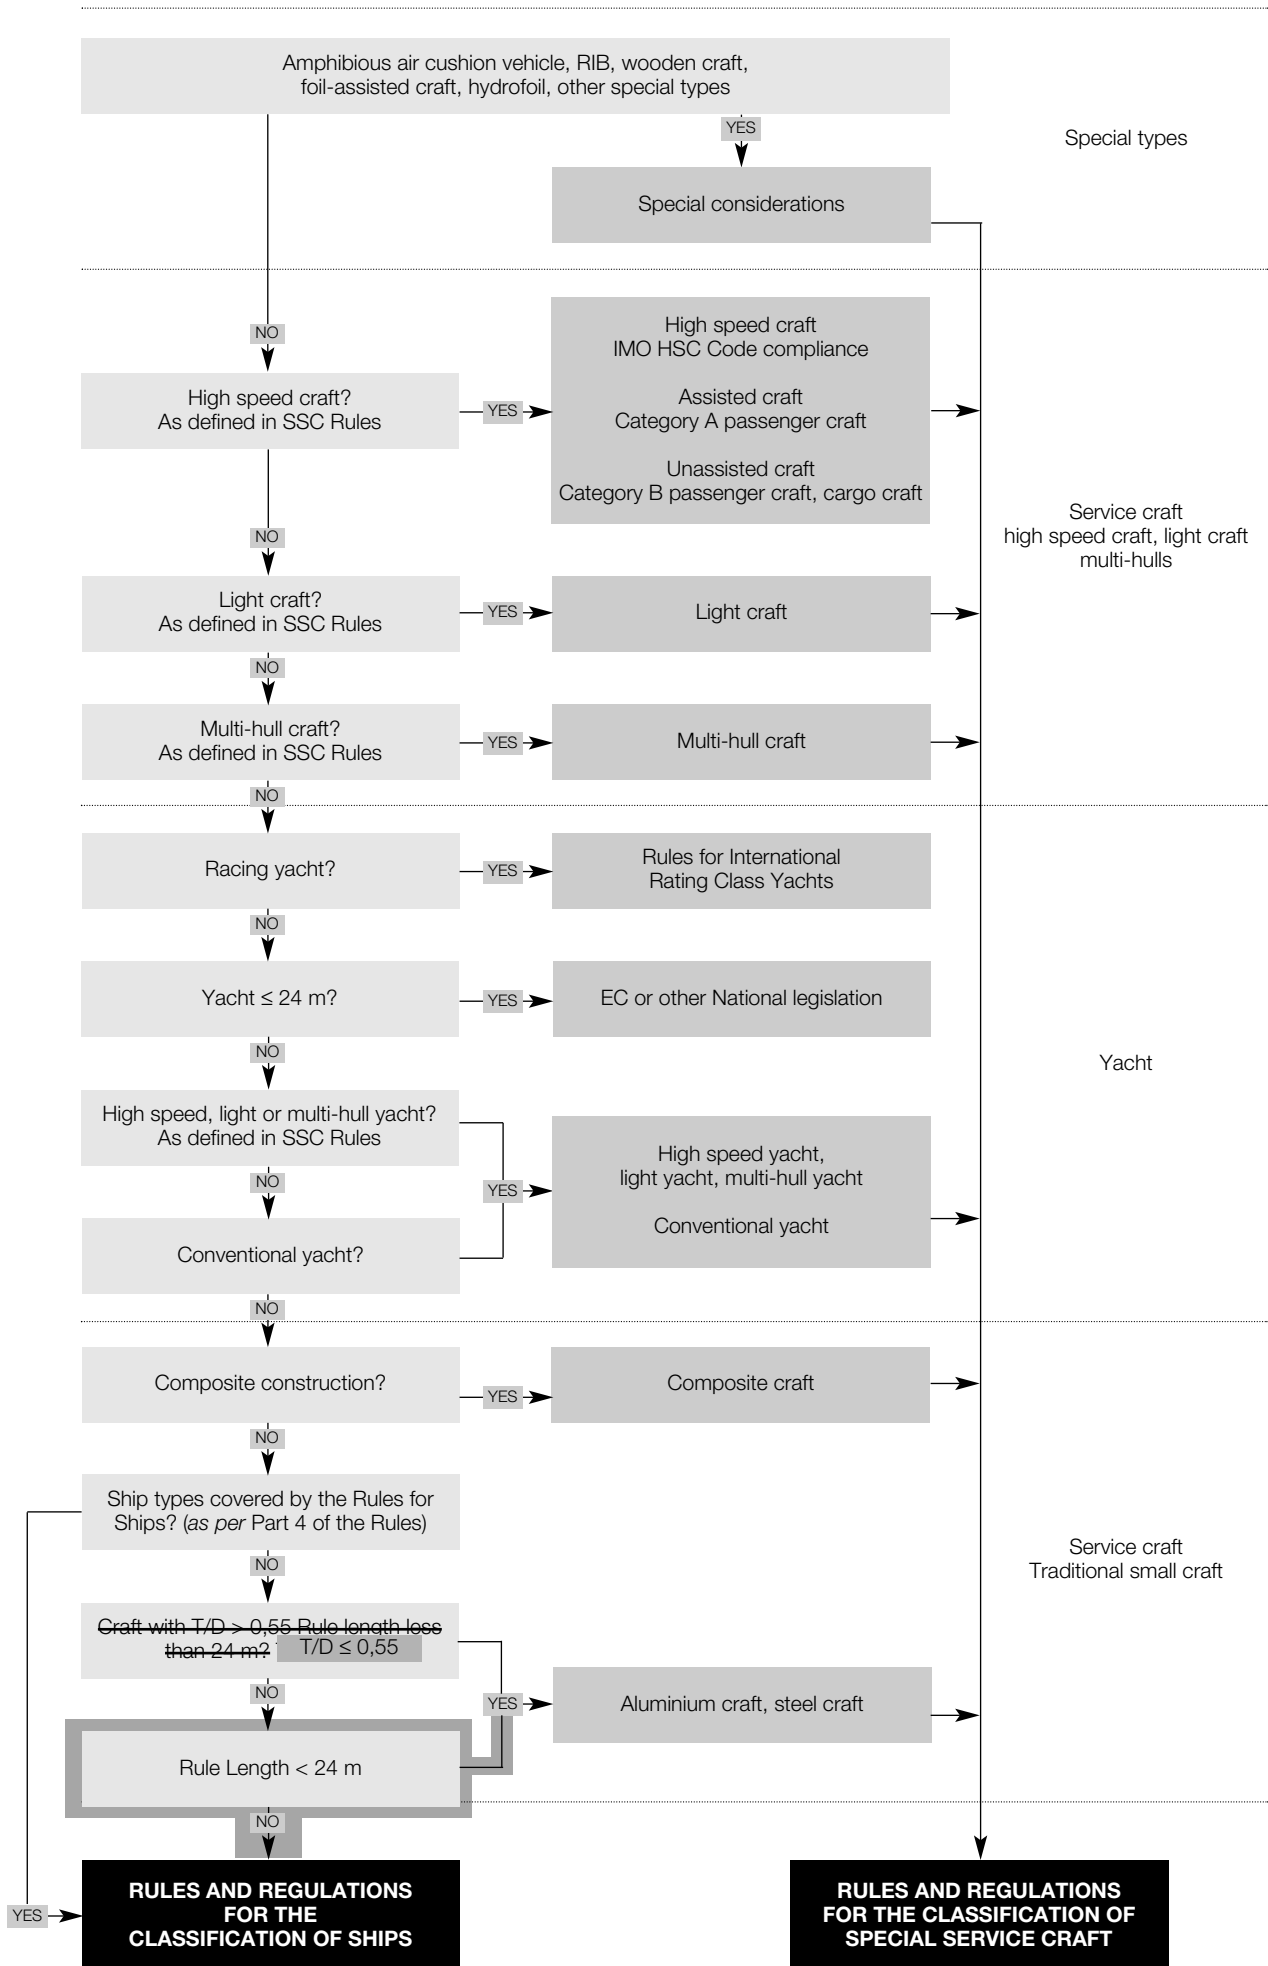 Amphibious air cushion vehicle, RIB, wooden craft,
foil-assisted craft, hydrofoil, other special types
YES
Special types
Special considerations
NO
High speed craft
IMO HSC Code compliance
Assisted craft
Category A passenger craft
Unassisted craft
Category B passenger craft, cargo craft
High speed craft?
As defined in SSC Rules
YES
Service craft
high speed craft, light craft
multi-hulls
NO
Light craft?
As defined in SSC Rules
YES
Light craft
NO
Multi-hull craft?
As defined in SSC Rules
YES
Multi-hull craft
NO
Racing yacht?
YES
Rules for International
Rating Class Yachts
NO
Yacht ≤ 24 m?
YES
EC or other National legislation
NO
Yacht
High speed, light or multi-hull yacht?
As defined in SSC Rules
NO
YES
High speed yacht,
light yacht, multi-hull yacht
Conventional yacht
Conventional yacht?
NO
Composite construction?
YES
Composite craft
NO
Ship types covered by the Rules for
Ships? (as per Part 4 of the Rules)
NO
Service craft
Traditional small craft
Craft with T/D > 0,55 Rule length less
than 24 m? T/D ≤ 0,55
NO
YES
Aluminium craft, steel craft
Rule Length < 24 m
NO
YES
RULES AND REGULATIONS
FOR THE
CLASSIFICATION OF SHIPS
RULES AND REGULATIONS
FOR THE CLASSIFICATION OF
SPECIAL SERVICE CRAFT